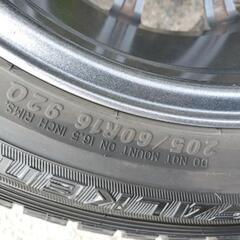 DO NOT MOUNT ON 16.5 INCH RIMS.
205/60R16 92Q